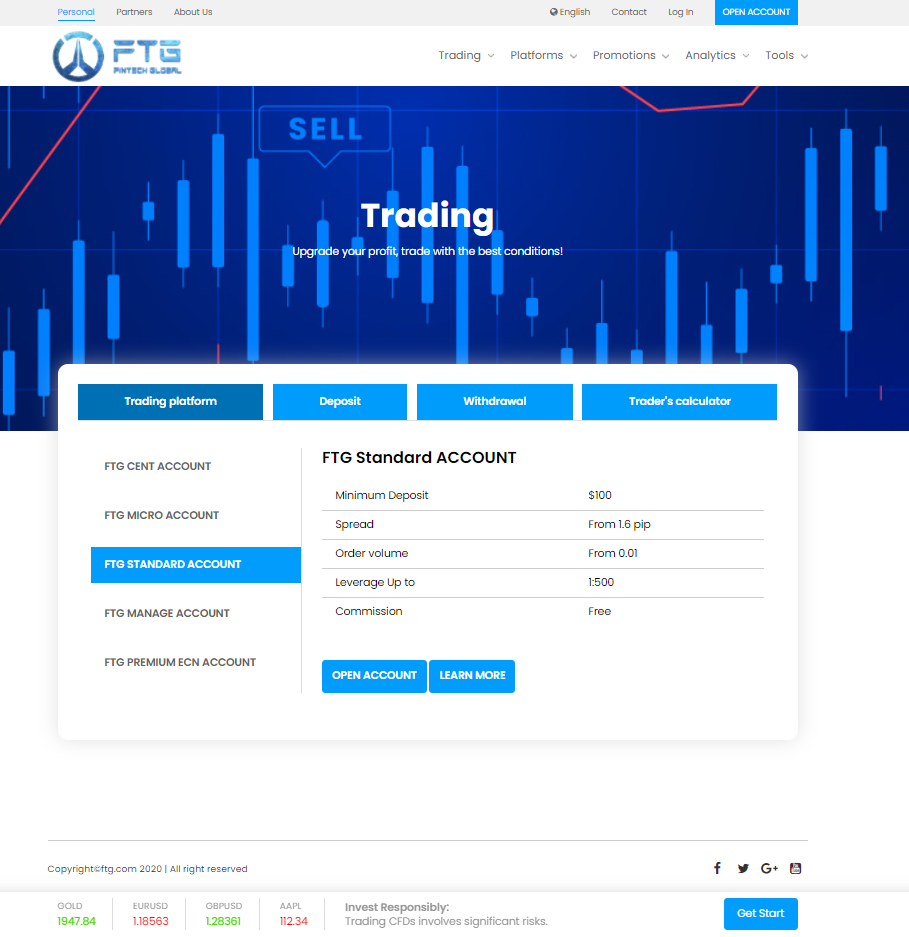 Personal Partners About Us English Contact Log In OPEN ACCOUNT
FTG
FINTECH GLOBAL
Trading Platforms Promotions Analytics Tools
SELL
Trading
Upgrade your profit, trade with the best conditions!
Trading platform Deposit Withdrawal Trader's calculator
FTG CENT ACCOUNT
FTG MICRO ACCOUNT
FTG STANDARD ACCOUNT
FTG MANAGE ACCOUNT
FTG PREMIUM ECN ACCOUNT
FTG Standard ACCOUNT
Minimum Deposit $100
Spread From 1.6 pip
Order volume From 0.01
Leverage Up to 1:500
Commission Free
OPEN ACCOUNT LEARN MORE
Copyright©ftg.com 2020 | All right reserved
GOLD EURUSD GBPUSD AAPL
1947.84 1.18563 1.28361 112.34
Invest Responsibly:
Trading CFDs involves significant risks.
Get Start